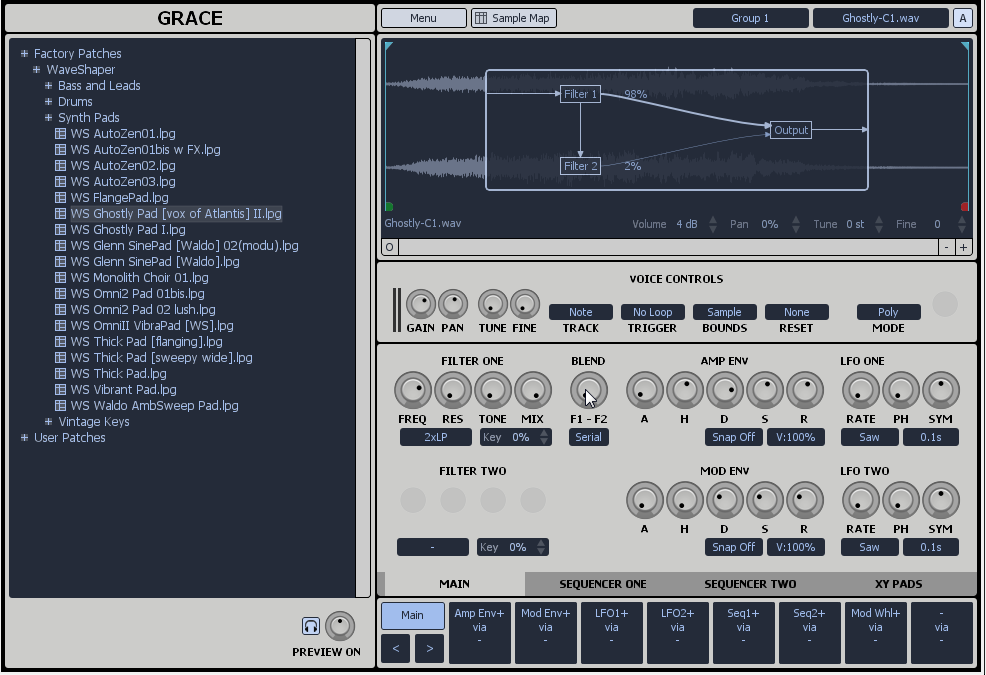 GRACE
Factory Patches
WaveShaper
Bass and Leads
Drums
Synth Pads
WS AutoZen01.lpg
WS AutoZen01bis w FX.lpg
WS AutoZen02.lpg
WS AutoZen03.lpg
WS FlangePad.lpg
WS Ghostly Pad [vox of Atlantis] II.lpg
WS Ghostly Pad I.lpg
WS Glenn SinePad [Waldo] 02(modu).lpg
WS Glenn SinePad [Waldo].lpg
WS Monolith Choir 01.lpg
WS Omni2 Pad 01bis.lpg
WS Omni2 Pad 02 lush.lpg
WS OmniII VibraPad [WS].lpg
WS Thick Pad [flanging].lpg
WS Thick Pad [sweepy wide].lpg
WS Thick Pad.lpg
WS Vibrant Pad.lpg
WS Waldo AmbSweep Pad.lpg
Vintage Keys
User Patches
PREVIEW ON
Menu Sample Map Group 1 Ghostly-C1.wav A
Filter 1 98%
Output
Filter 2 2%
Ghostly-C1.wav Volume 4 dB Pan 0% Tune 0 st Fine 0
O - +
VOICE CONTROLS
Note No Loop Sample None Poly
GAIN PAN TUNE FINE TRACK TRIGGER BOUNDS RESET MODE
FILTER ONE BLEND AMP ENV LFO ONE
FREQ RES TONE MIX F1 - F2 A H D S R RATE PH SYM
2xLP Key 0% Serial Snap Off V:100% Saw 0.1s
FILTER TWO MOD ENV LFO TWO
A H D S R RATE PH SYM
- Key 0% Snap Off V:100% Saw 0.1s
MAIN SEQUENCER ONE SEQUENCER TWO XY PADS
Main Amp Env+ Mod Env+ LFO1+ LFO2+ Seq1+ Seq2+ Mod Whl+ -
via via via via via via via via
< > - - - - - - - -